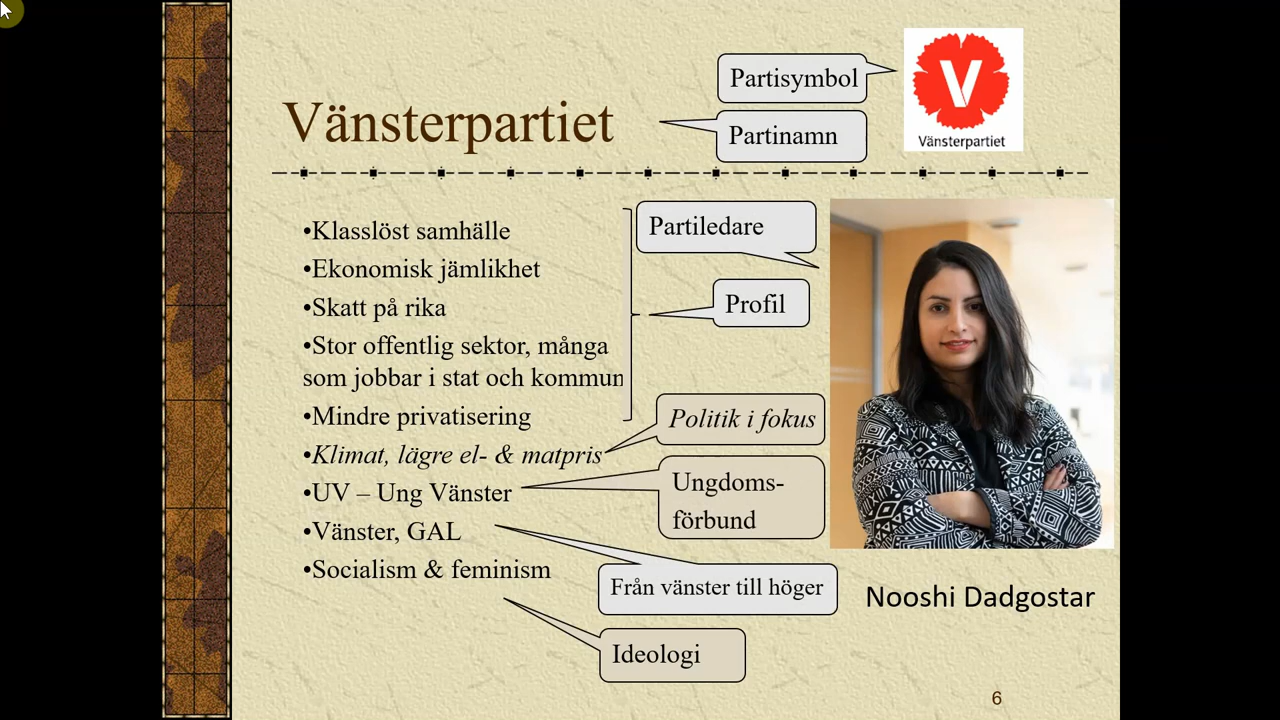 Partisymbol
V
Vänsterpartiet
Vänsterpartiet
Partinamn
•Klasslöst samhälle
•Ekonomisk jämlikhet
•Skatt på rika
•Stor offentlig sektor, många
som jobbar i stat och kommun
•Mindre privatisering
•Klimat, lägre el- & matpris
•UV – Ung Vänster
•Vänster, GAL
•Socialism & feminism
Partiledare
Profil
Politik i fokus
Ungdoms-
förbund
Från vänster till höger
Ideologi
Nooshi Dadgostar
6